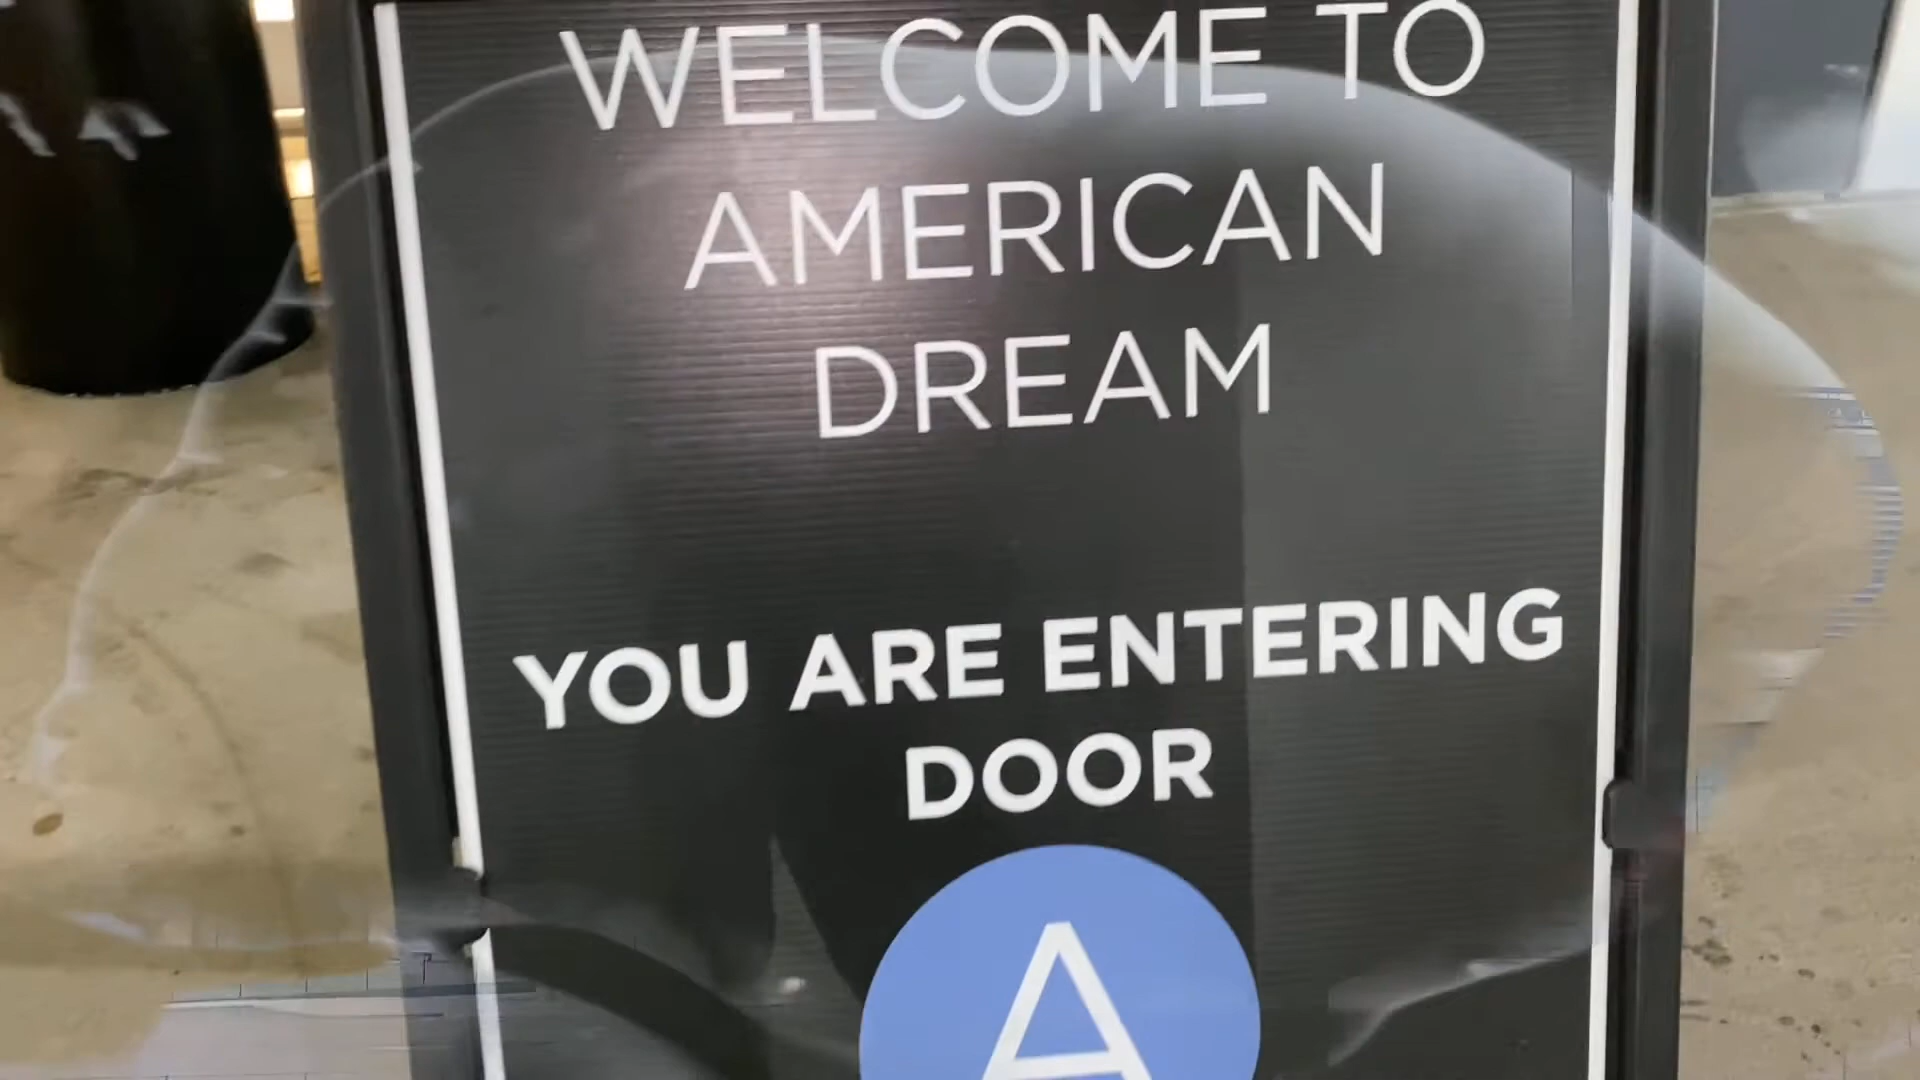 WELCOME TO
AMERICAN
DREAM
YOU ARE ENTERING
DOOR
A